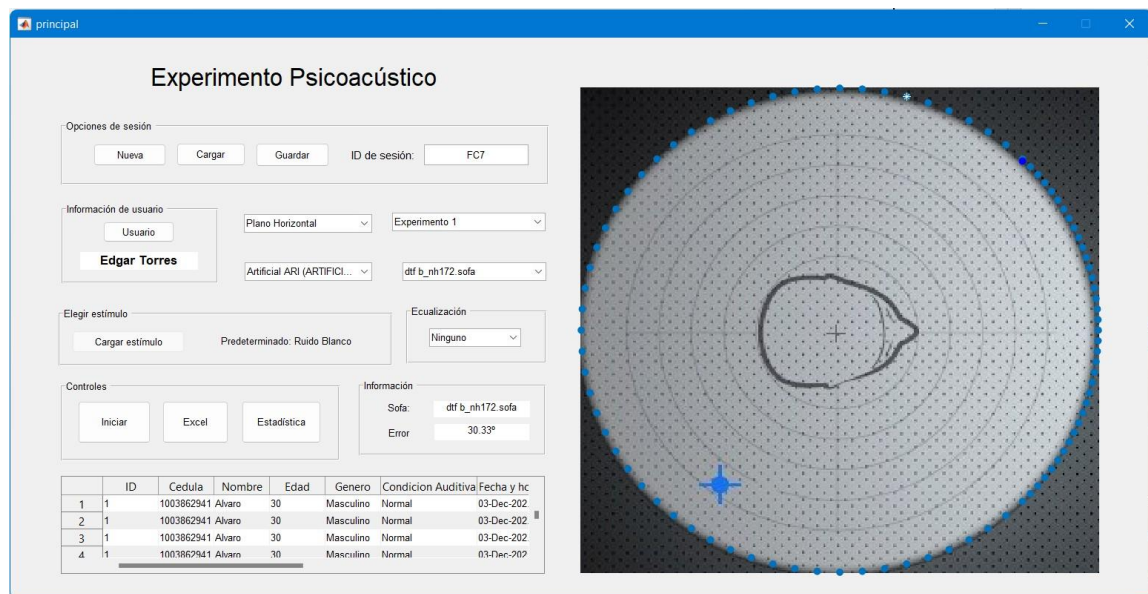 principal
Experimento Psicoacústico
Opciones de sesión
Nueva Cargar Guardar ID de sesión: FC7
Información de usuario
Usuario
Edgar Torres
Plano Horizontal Experimento 1
Artificial ARI (ARTIFICI... dtf b_nh172.sofa
Elegir estímulo
Cargar estímulo Predeterminado: Ruido Blanco
Ecualización
Ninguno
Controles
Iniciar Excel Estadística
Información
Sofa: dtf b_nh172.sofa
Error 30.33º
ID Cedula Nombre Edad Genero Condicion Auditiva Fecha y hc
1 1 1003862941 Alvaro 30 Masculino Normal 03-Dec-202
2 1 1003862941 Alvaro 30 Masculino Normal 03-Dec-202
3 1 1003862941 Alvaro 30 Masculino Normal 03-Dec-202
4 1 1003862941 Alvaro 30 Masculino Normal 03-Dec-202